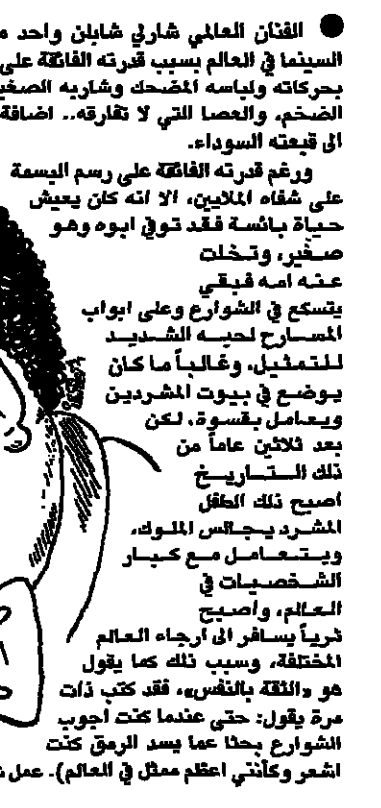 ● الفنان العالمي شارلي شابلن واحد
السينما في العالم بسبب قدرته الفائقة على
بحركاته ولباسه المضحك وشاربه الصغي
الضخم، والعصا التي لا تفارقه.. اضافة
الى قبعته السوداء.
ورغم قدرته الفائقة على رسم البسمة
على شفاه الملايين، الا انه كان يعيش
حياة بائسة فقد توفي ابوه وهو
صغير، وتخلت
عنه امه فبقي
يتسكع في الشوارع وعلى ابواب
المسارح لحبه الشديد
للتمثيل، وغالباً ما كان
يوضع في بيوت المشردين
ويعامل بقسوة. لكن
بعد ثلاثين عاماً من
ذلك التاريخ
اصبح ذلك الطفل
المشرد يجالس الملوك،
ويتعامل مع كبار
الشخصيات في
العالم، واصبح
ثرياً يسافر الى ارجاء العالم
المختلفة، وسبب ذلك كما يقول
هو «الثقة بالنفس»، فقد كتب ذات
مرة يقول: حتى عندما كنت اجوب
الشوارع بحثا عما يسد الرمق كنت
اشعر وكأنني اعظم ممثل في العالم). عمل